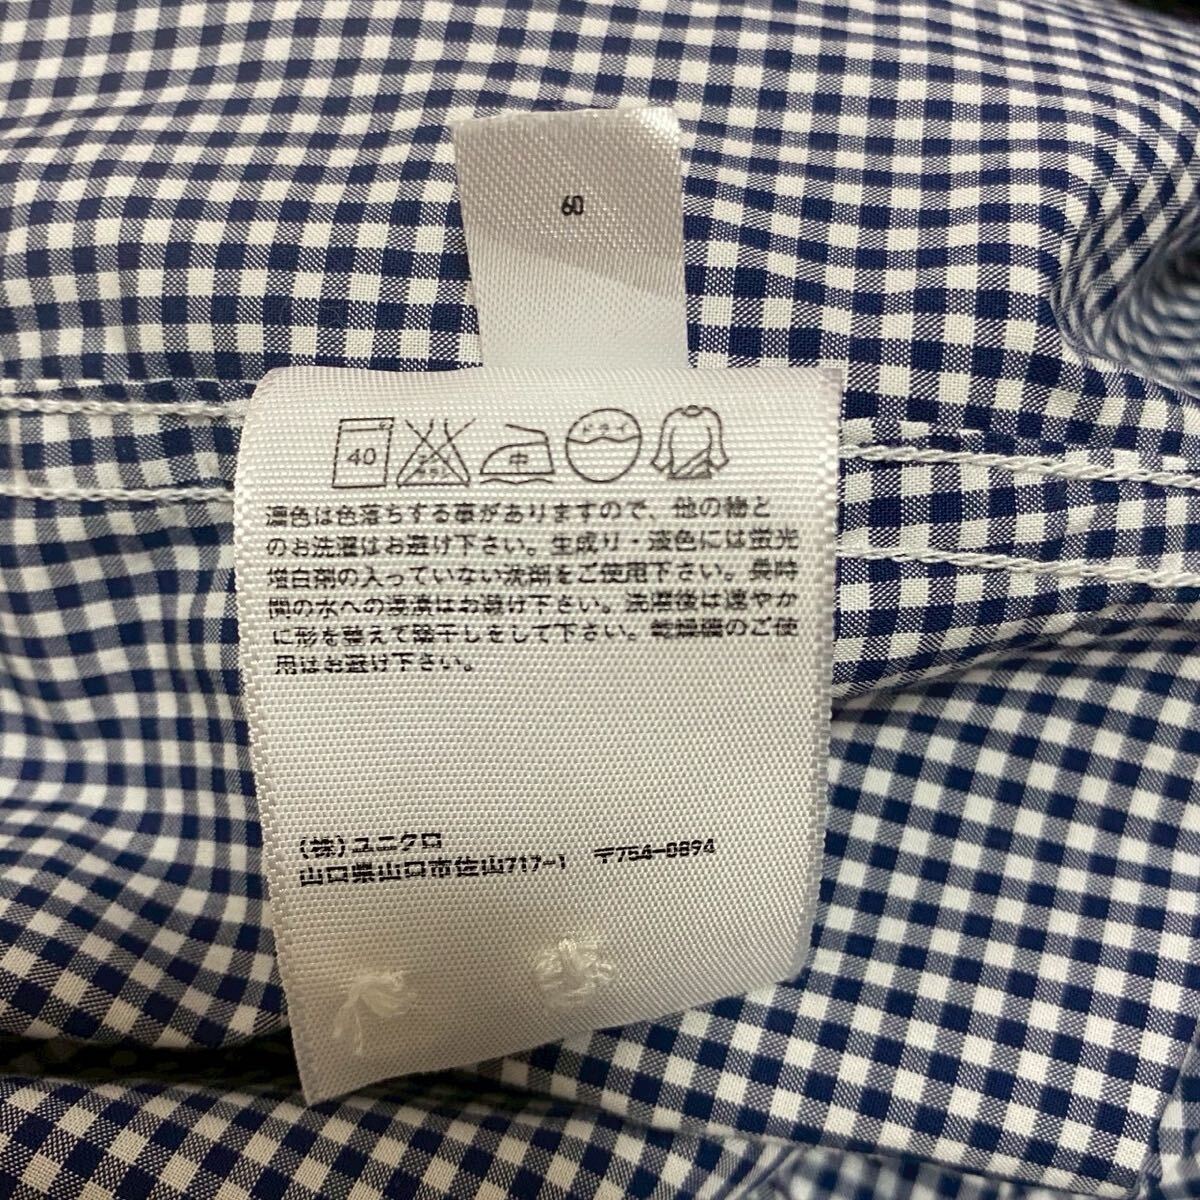 60
40
中
ドライ
濃色は色落ちする事がありますので、他の物と
のお洗濯はお避け下さい。生成り・淡色には蛍光
増白剤の入っていない洗剤をご使用下さい。長時
間の水への浸漬はお避け下さい。洗濯後は速やか
に形を整えて陰干しをして下さい。乾燥機のご使
用はお避け下さい。
(株)ユニクロ
山口県山口市佐山717-1 〒754-0894